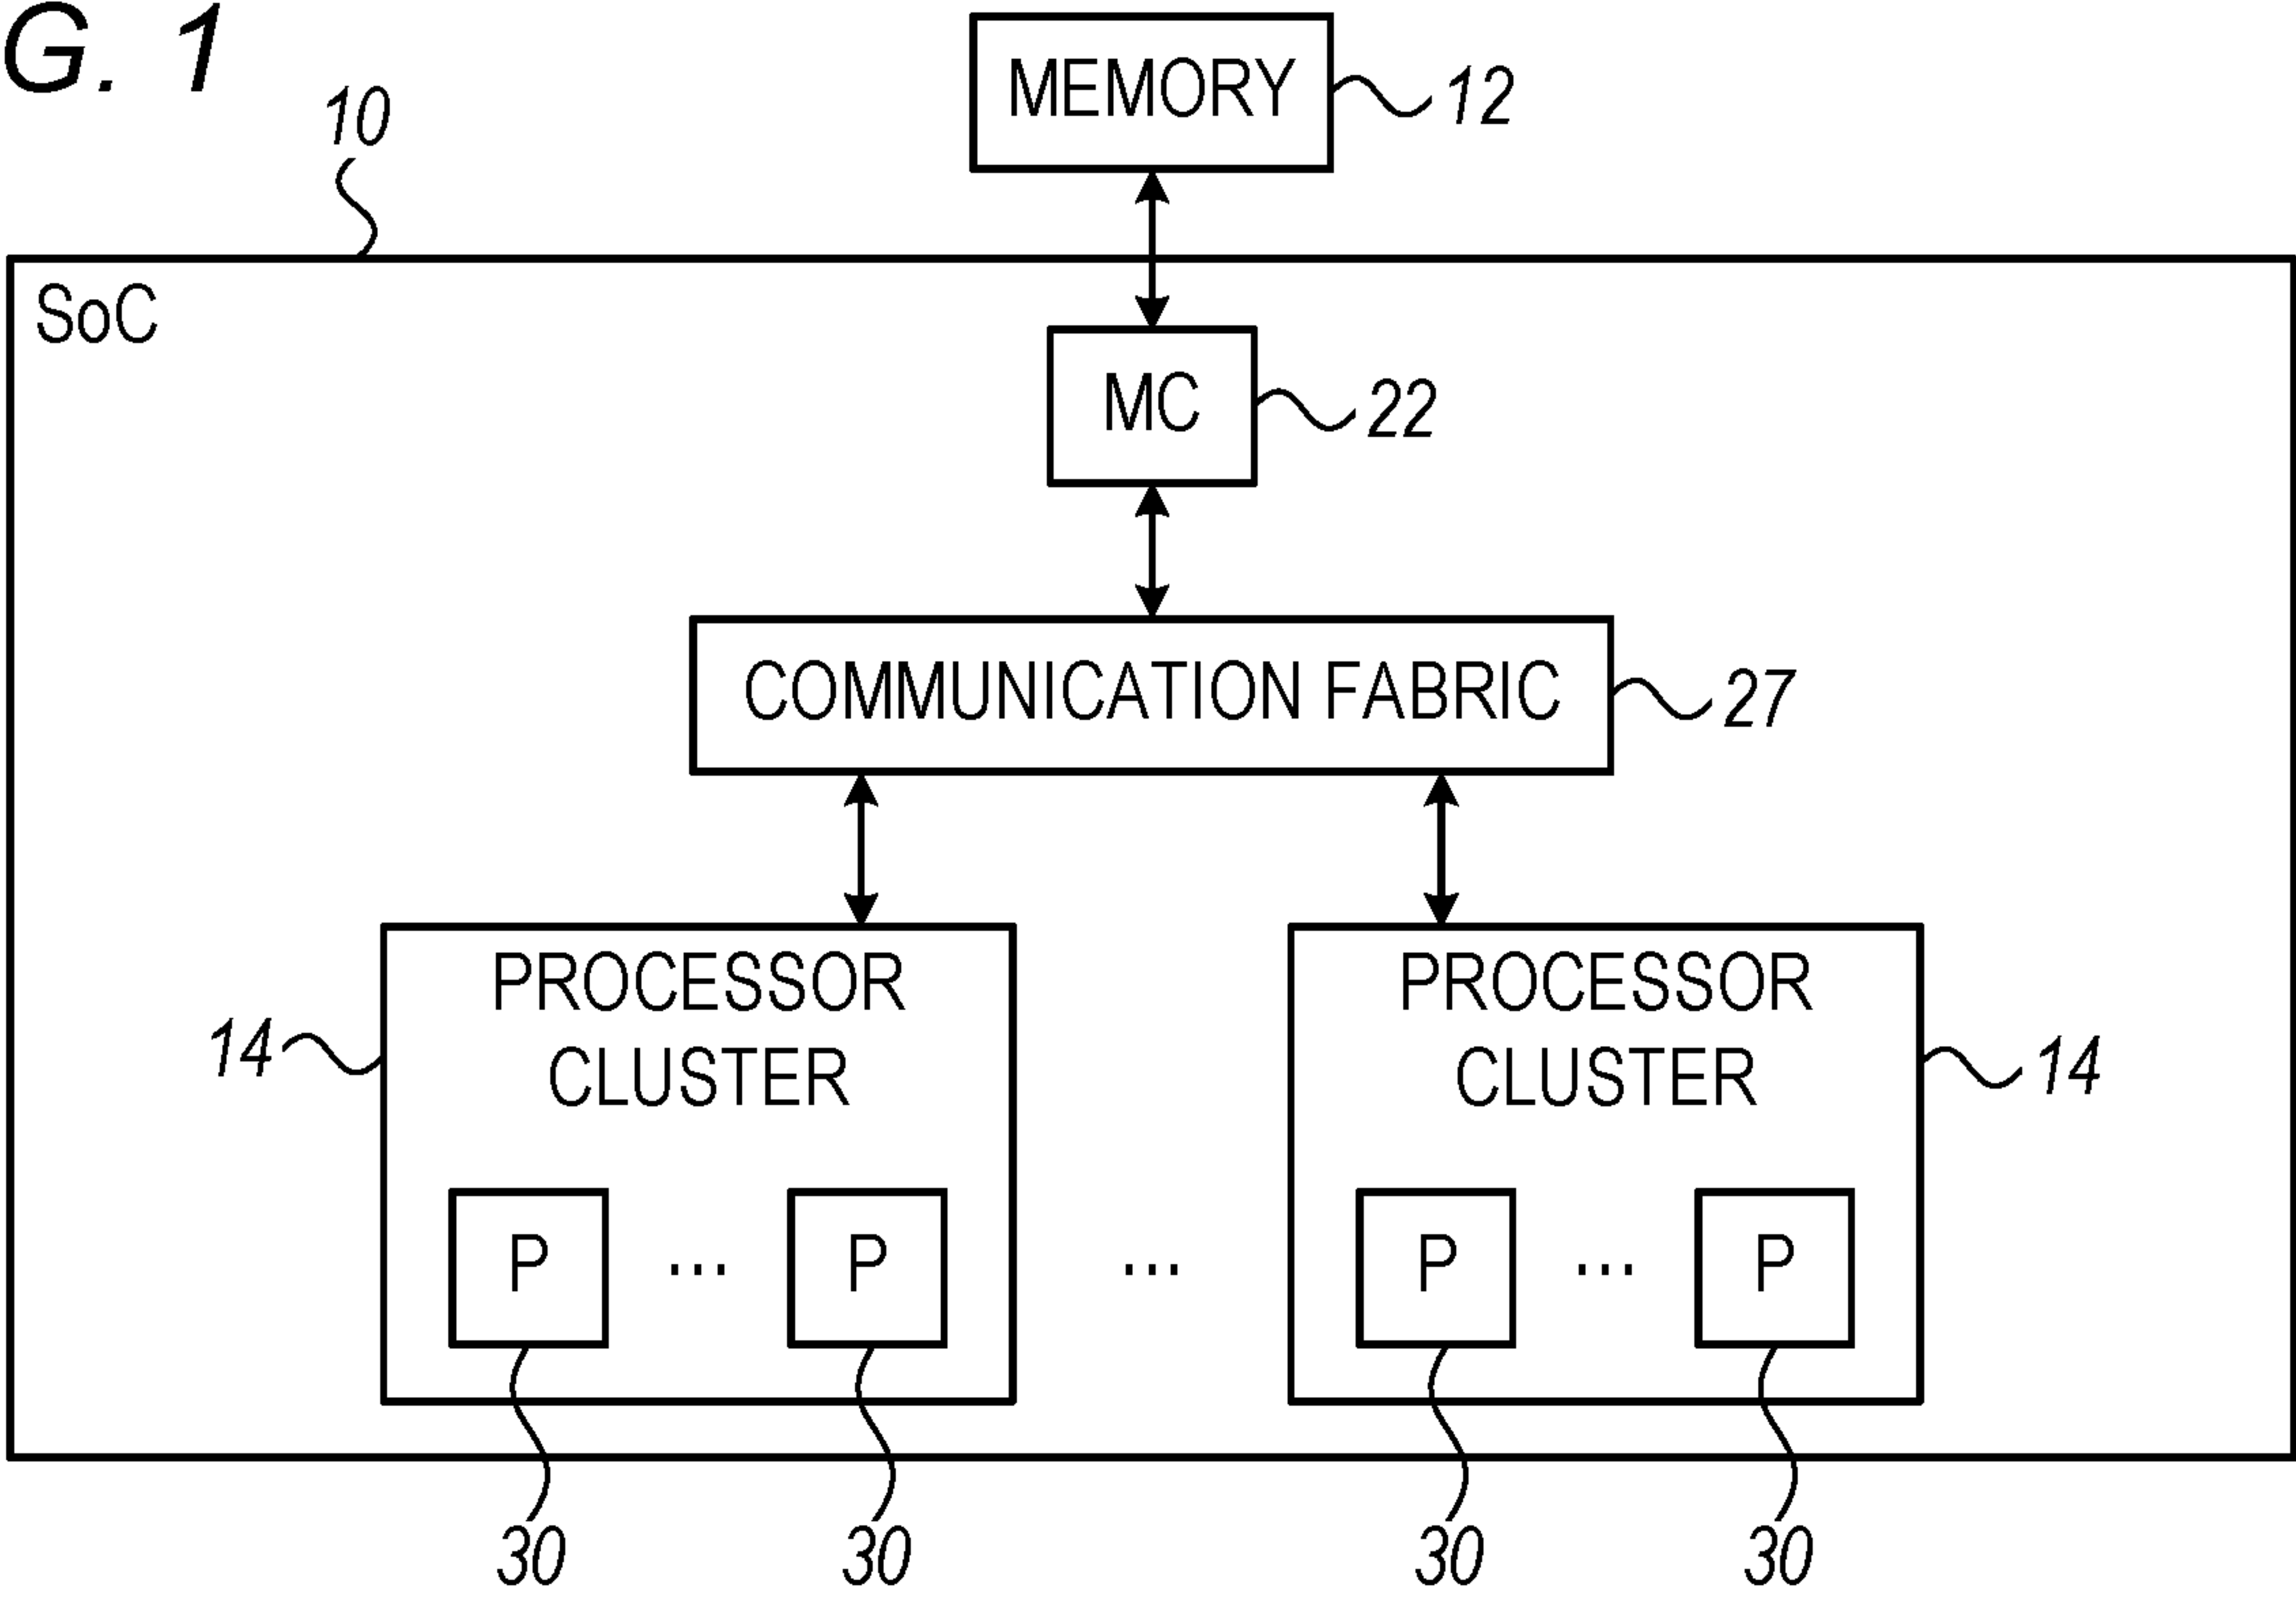 G. 1
MEMORY
12
10
SoC
MC
22
COMMUNICATION FABRIC
27
PROCESSOR
CLUSTER
14
PROCESSOR
CLUSTER
14
P ... P
...
P ... P
30 30 30 30